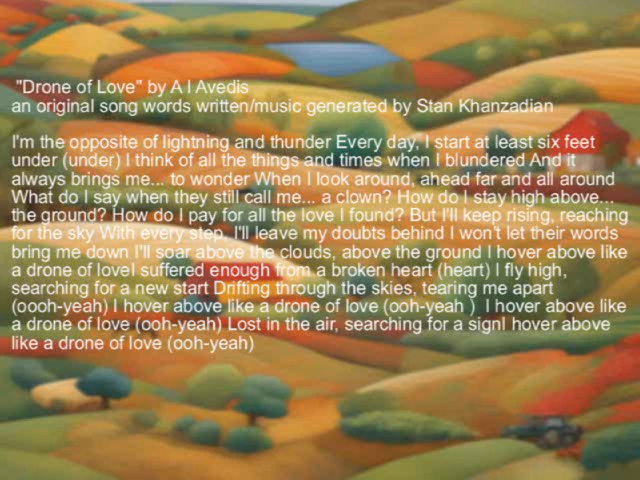 "Drone of Love" by A I Avedis
an original song words written/music generated by Stan Khanzadian
I'm the opposite of lightning and thunder Every day, I start at least six feet
under (under) I think of all the things and times when I blundered And it
always brings me... to wonder When I look around, ahead far and all around
What do I say when they still call me... a clown? How do I stay high above...
the ground? How do I pay for all the love I found? But I'll keep rising, reaching
for the sky With every step, I'll leave my doubts behind I won't let their words
bring me down I'll soar above the clouds, above the ground I hover above like
a drone of loveI suffered enough from a broken heart (heart) I fly high,
searching for a new start Drifting through the skies, tearing me apart
(oooh-yeah) I hover above like a drone of love (ooh-yeah )  I hover above like
a drone of love (ooh-yeah) Lost in the air, searching for a signI hover above
like a drone of love (ooh-yeah)